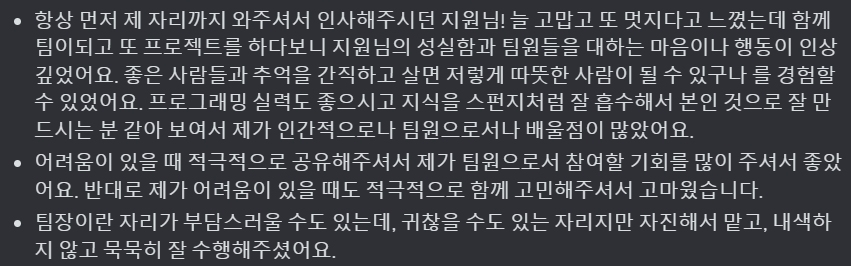 • 항상 먼저 제 자리까지 와주셔서 인사해주시던 지원님! 늘 고맙고 또 멋지다고 느꼈는데 함께
팀이되고 또 프로젝트를 하다보니 지원님의 성실함과 팀원들을 대하는 마음이나 행동이 인상
깊었어요. 좋은 사람들과 추억을 간직하고 살면 저렇게 따뜻한 사람이 될 수 있구나 를 경험할
수 있었어요. 프로그래밍 실력도 좋으시고 지식을 스펀지처럼 잘 흡수해서 본인 것으로 잘 만
드시는 분 같아 보여서 제가 인간적으로나 팀원으로서나 배울점이 많았어요.
• 어려움이 있을 때 적극적으로 공유해주셔서 제가 팀원으로서 참여할 기회를 많이 주셔서 좋았
어요. 반대로 제가 어려움이 있을 때도 적극적으로 함께 고민해주셔서 고마웠습니다.
• 팀장이란 자리가 부담스러울 수도 있는데, 귀찮을 수도 있는 자리지만 자진해서 맡고, 내색하
지 않고 묵묵히 잘 수행해주셨어요.